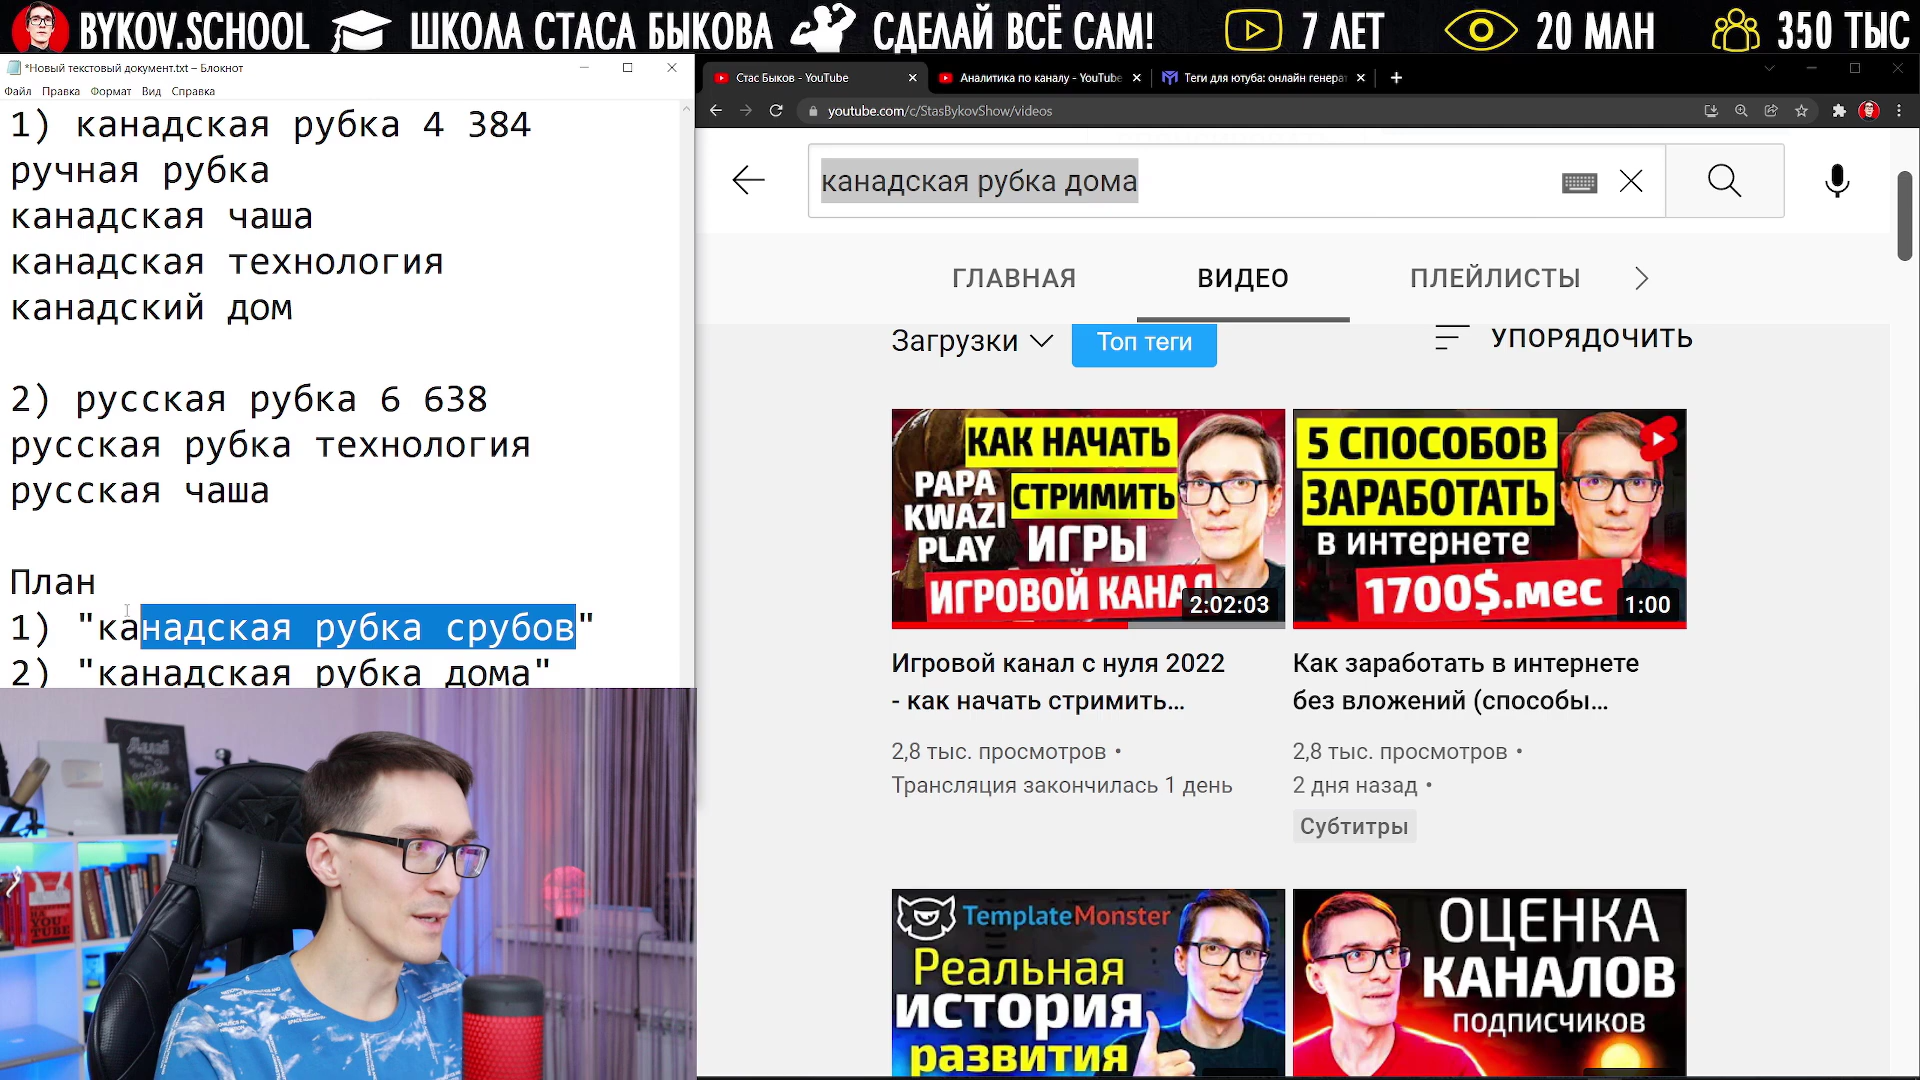 BYKOV.SCHOOL ШКОЛА СТАСА БЫКОВА СДЕЛАЙ ВСЁ САМ! 7 ЛЕТ 20 МЛН 350 ТЫС
*Новый текстовый документ.txt – Блокнот
Файл Правка Формат Вид Справка
1) канадская рубка 4 384
ручная рубка
канадская чаша
канадская технология
канадский дом
2) русская рубка 6 638
русская рубка технология
русская чаша
План
1) "канадская рубка срубов"
2) "канадская рубка дома"
Стас Быков - YouTube
Аналитика по каналу - YouTube
Теги для ютуба: онлайн генера
youtube.com/c/StasBykovShow/videos
канадская рубка дома
ГЛАВНАЯ ВИДЕО ПЛЕЙЛИСТЫ
Загрузки Топ теги УПОРЯДОЧИТЬ
КАК НАЧАТЬ
СТРИМИТЬ
PAPA
KWAZI
PLAY
ИГРЫ
ИГРОВОЙ КАНАЛ
2:02:03
Игровой канал с нуля 2022
- как начать стримить...
2,8 тыс. просмотров •
Трансляция закончилась 1 день
5 СПОСОБОВ
ЗАРАБОТАТЬ
в интернете
1700$.мес
1:00
Как заработать в интернете
без вложений (способы...
2,8 тыс. просмотров •
2 дня назад •
Субтитры
TemplateMonster
Реальная
история
развития
ОЦЕНКА
КАНАЛОВ
подписчиков